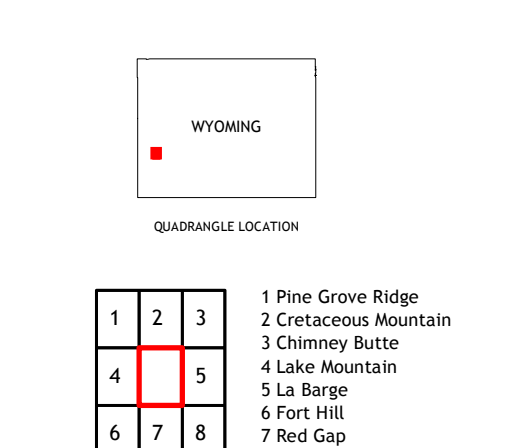 WYOMING
QUADRANGLE LOCATION
1 2 3
4 5
6 7 8
1 Pine Grove Ridge
2 Cretaceous Mountain
3 Chimney Butte
4 Lake Mountain
5 La Barge
6 Fort Hill
7 Red Gap